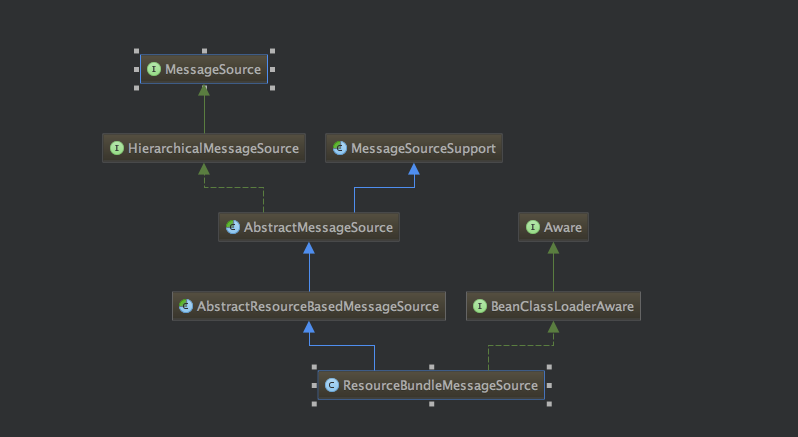 I MessageSource
I HierarchicalMessageSource
C MessageSourceSupport
C AbstractMessageSource
I Aware
C AbstractResourceBasedMessageSource
I BeanClassLoaderAware
C ResourceBundleMessageSource